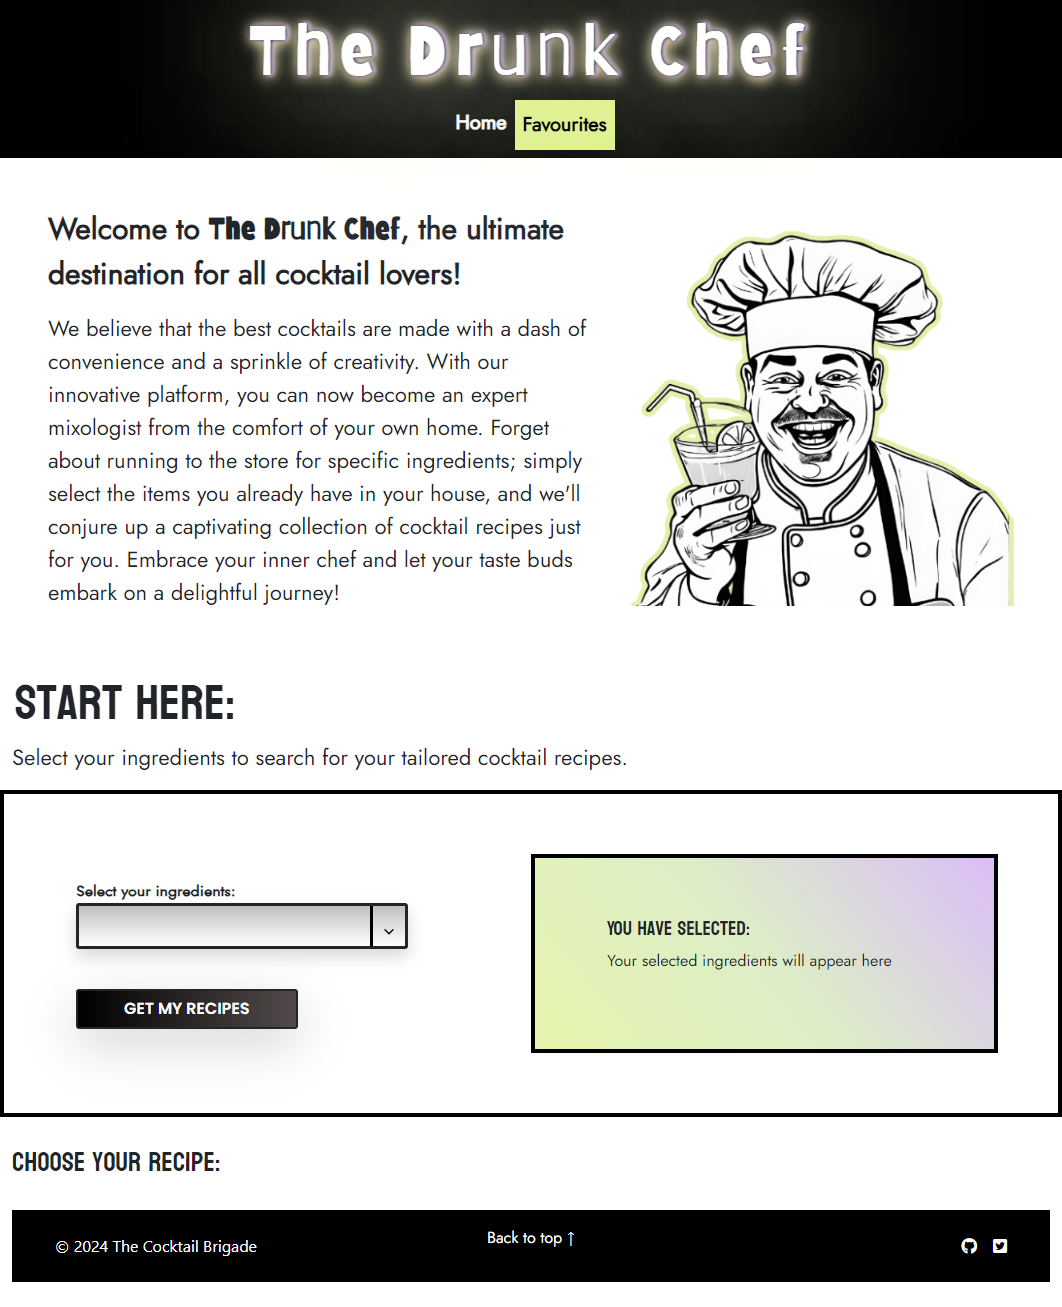 The Drunk Chef
Home Favourites
Welcome to The Drunk Chef, the ultimate
destination for all cocktail lovers!
We believe that the best cocktails are made with a dash of
convenience and a sprinkle of creativity. With our
innovative platform, you can now become an expert
mixologist from the comfort of your own home. Forget
about running to the store for specific ingredients; simply
select the items you already have in your house, and we'll
conjure up a captivating collection of cocktail recipes just
for you. Embrace your inner chef and let your taste buds
embark on a delightful journey!
START HERE:
Select your ingredients to search for your tailored cocktail recipes.
Select your ingredients:
GET MY RECIPES
YOU HAVE SELECTED:
Your selected ingredients will appear here
CHOOSE YOUR RECIPE:
© 2024 The Cocktail Brigade
Back to top ↑